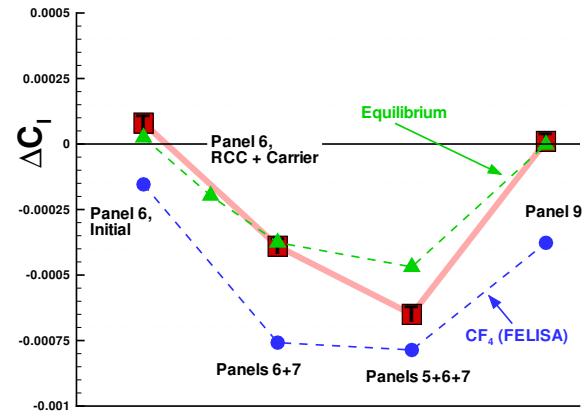 0.0005
0.00025
0
-0.00025
-0.0005
-0.00075
-0.001
ΔC_l
Panel 6,
Initial
Panel 6,
RCC + Carrier
Equilibrium
Panel 9
Panels 6+7
Panels 5+6+7
CF₄ (FELISA)
T
T
T
T